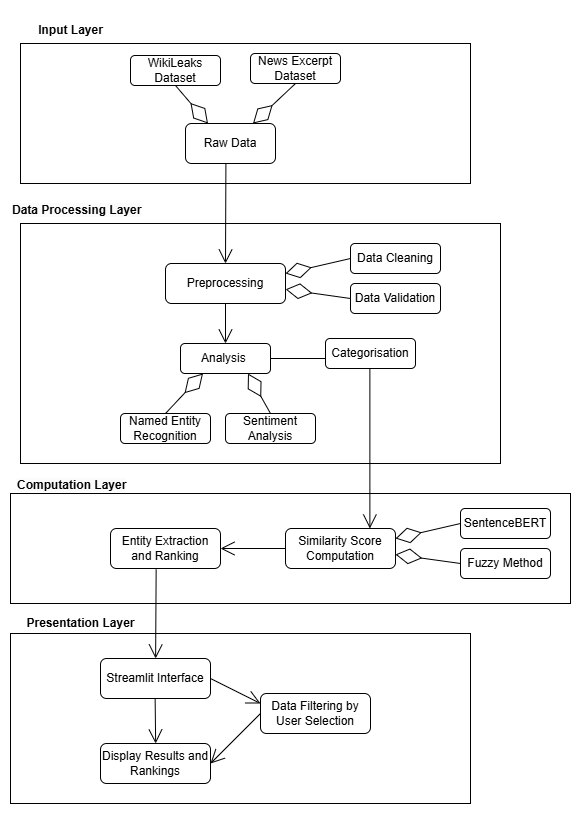 Input Layer
WikiLeaks
Dataset
News Excerpt
Dataset
Raw Data
Data Processing Layer
Preprocessing
Data Cleaning
Data Validation
Analysis
Categorisation
Named Entity
Recognition
Sentiment
Analysis
Computation Layer
Entity Extraction
and Ranking
Similarity Score
Computation
SentenceBERT
Fuzzy Method
Presentation Layer
Streamlit Interface
Data Filtering by
User Selection
Display Results and
Rankings